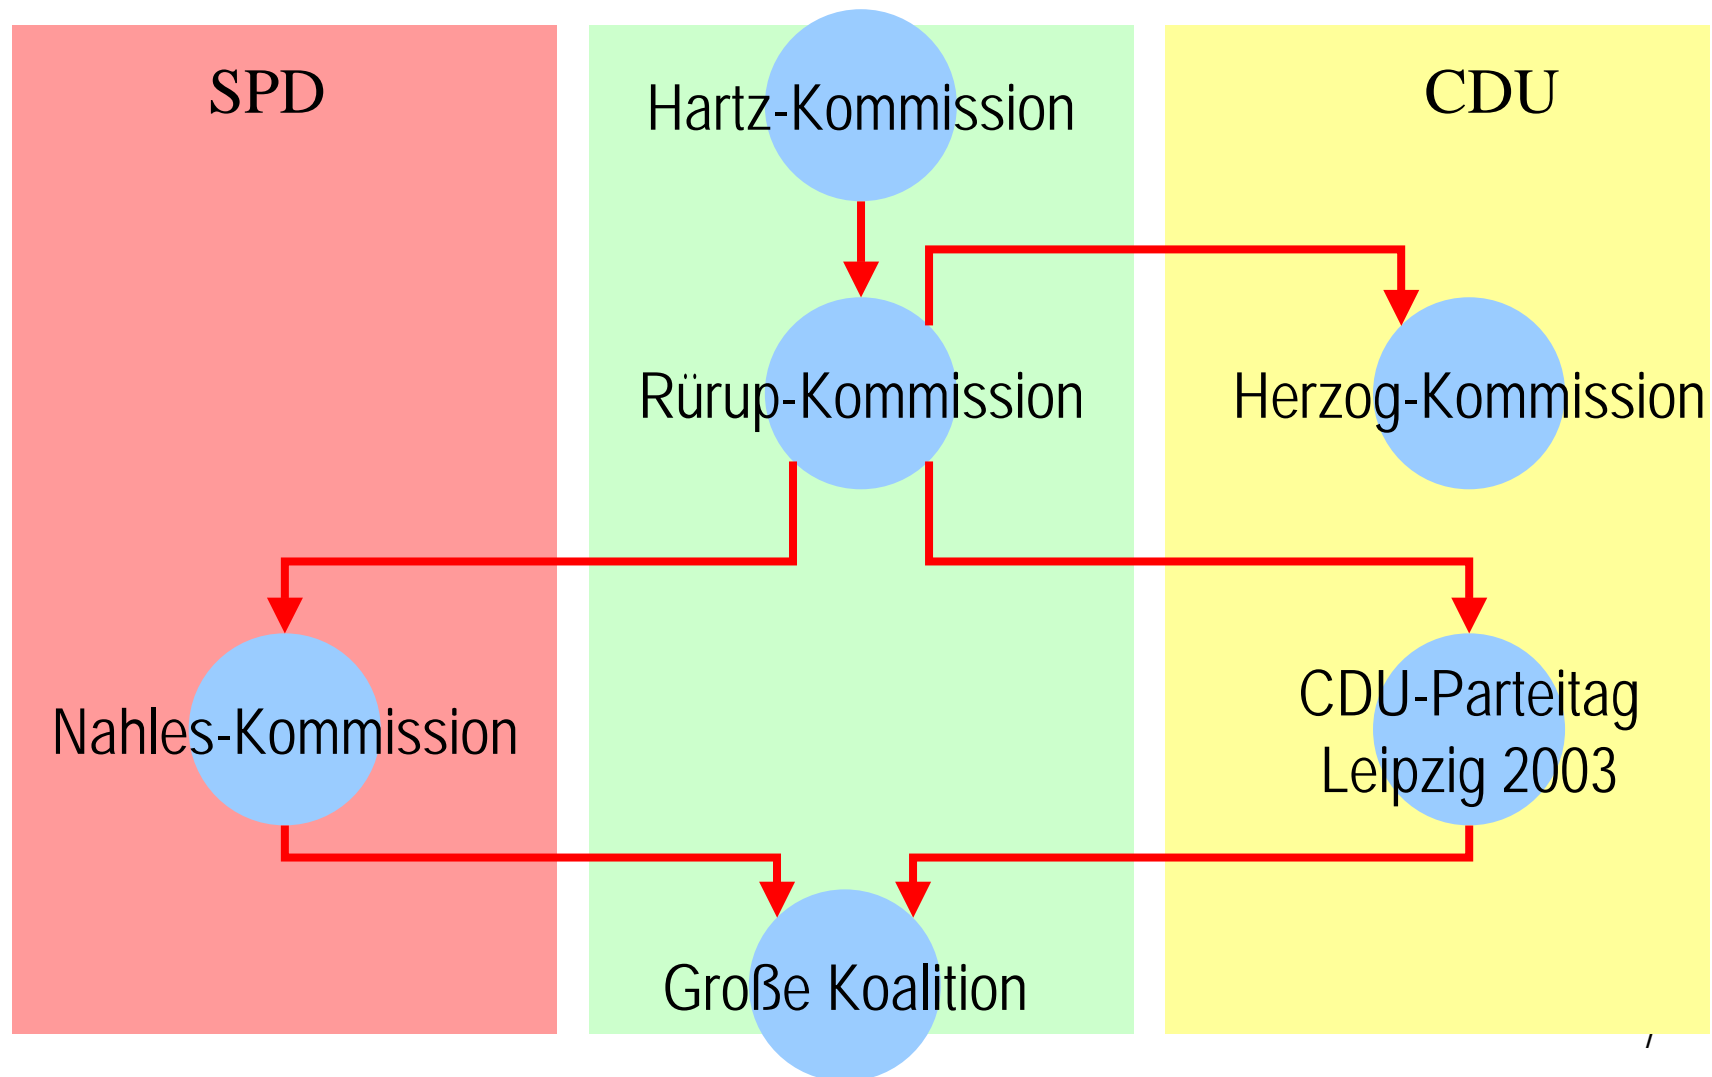 SPD
Hartz-Kommission
CDU
Rürup-Kommission
Herzog-Kommission
Nahles-Kommission
CDU-Parteitag
Leipzig 2003
Große Koalition